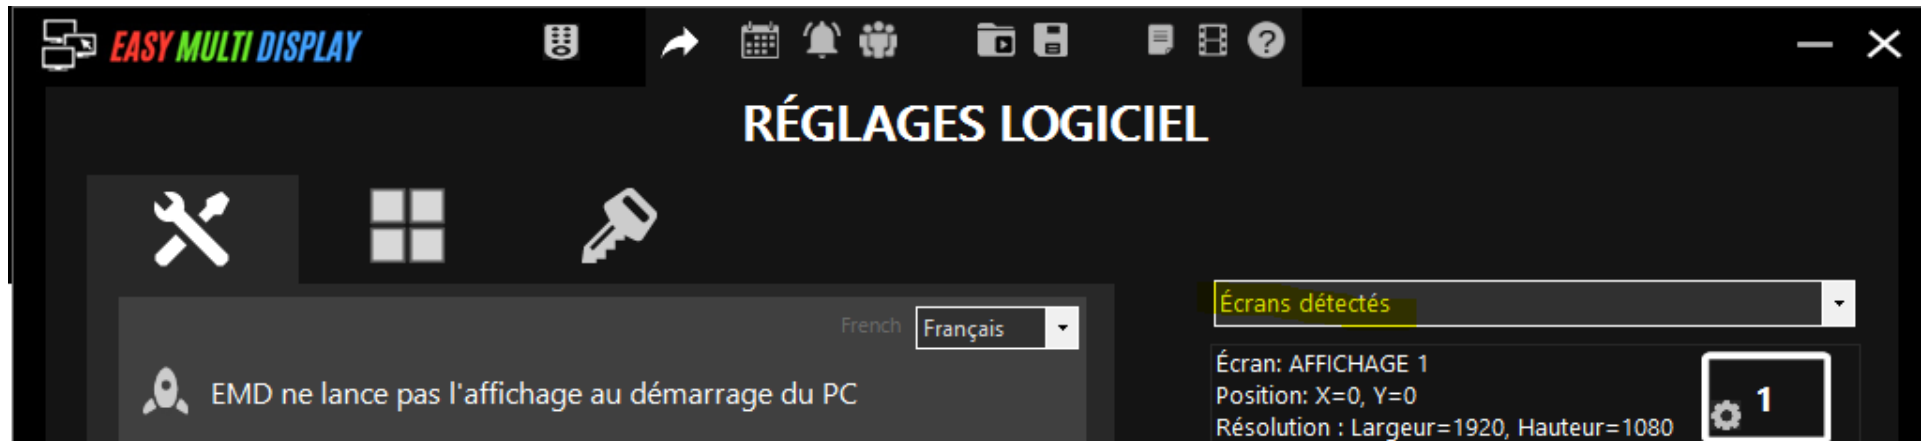 EASY MULTI DISPLAY
RÉGLAGES LOGICIEL
French Français
EMD ne lance pas l'affichage au démarrage du PC
Écrans détectés
Écran: AFFICHAGE 1
Position: X=0, Y=0
Résolution : Largeur=1920, Hauteur=1080
1